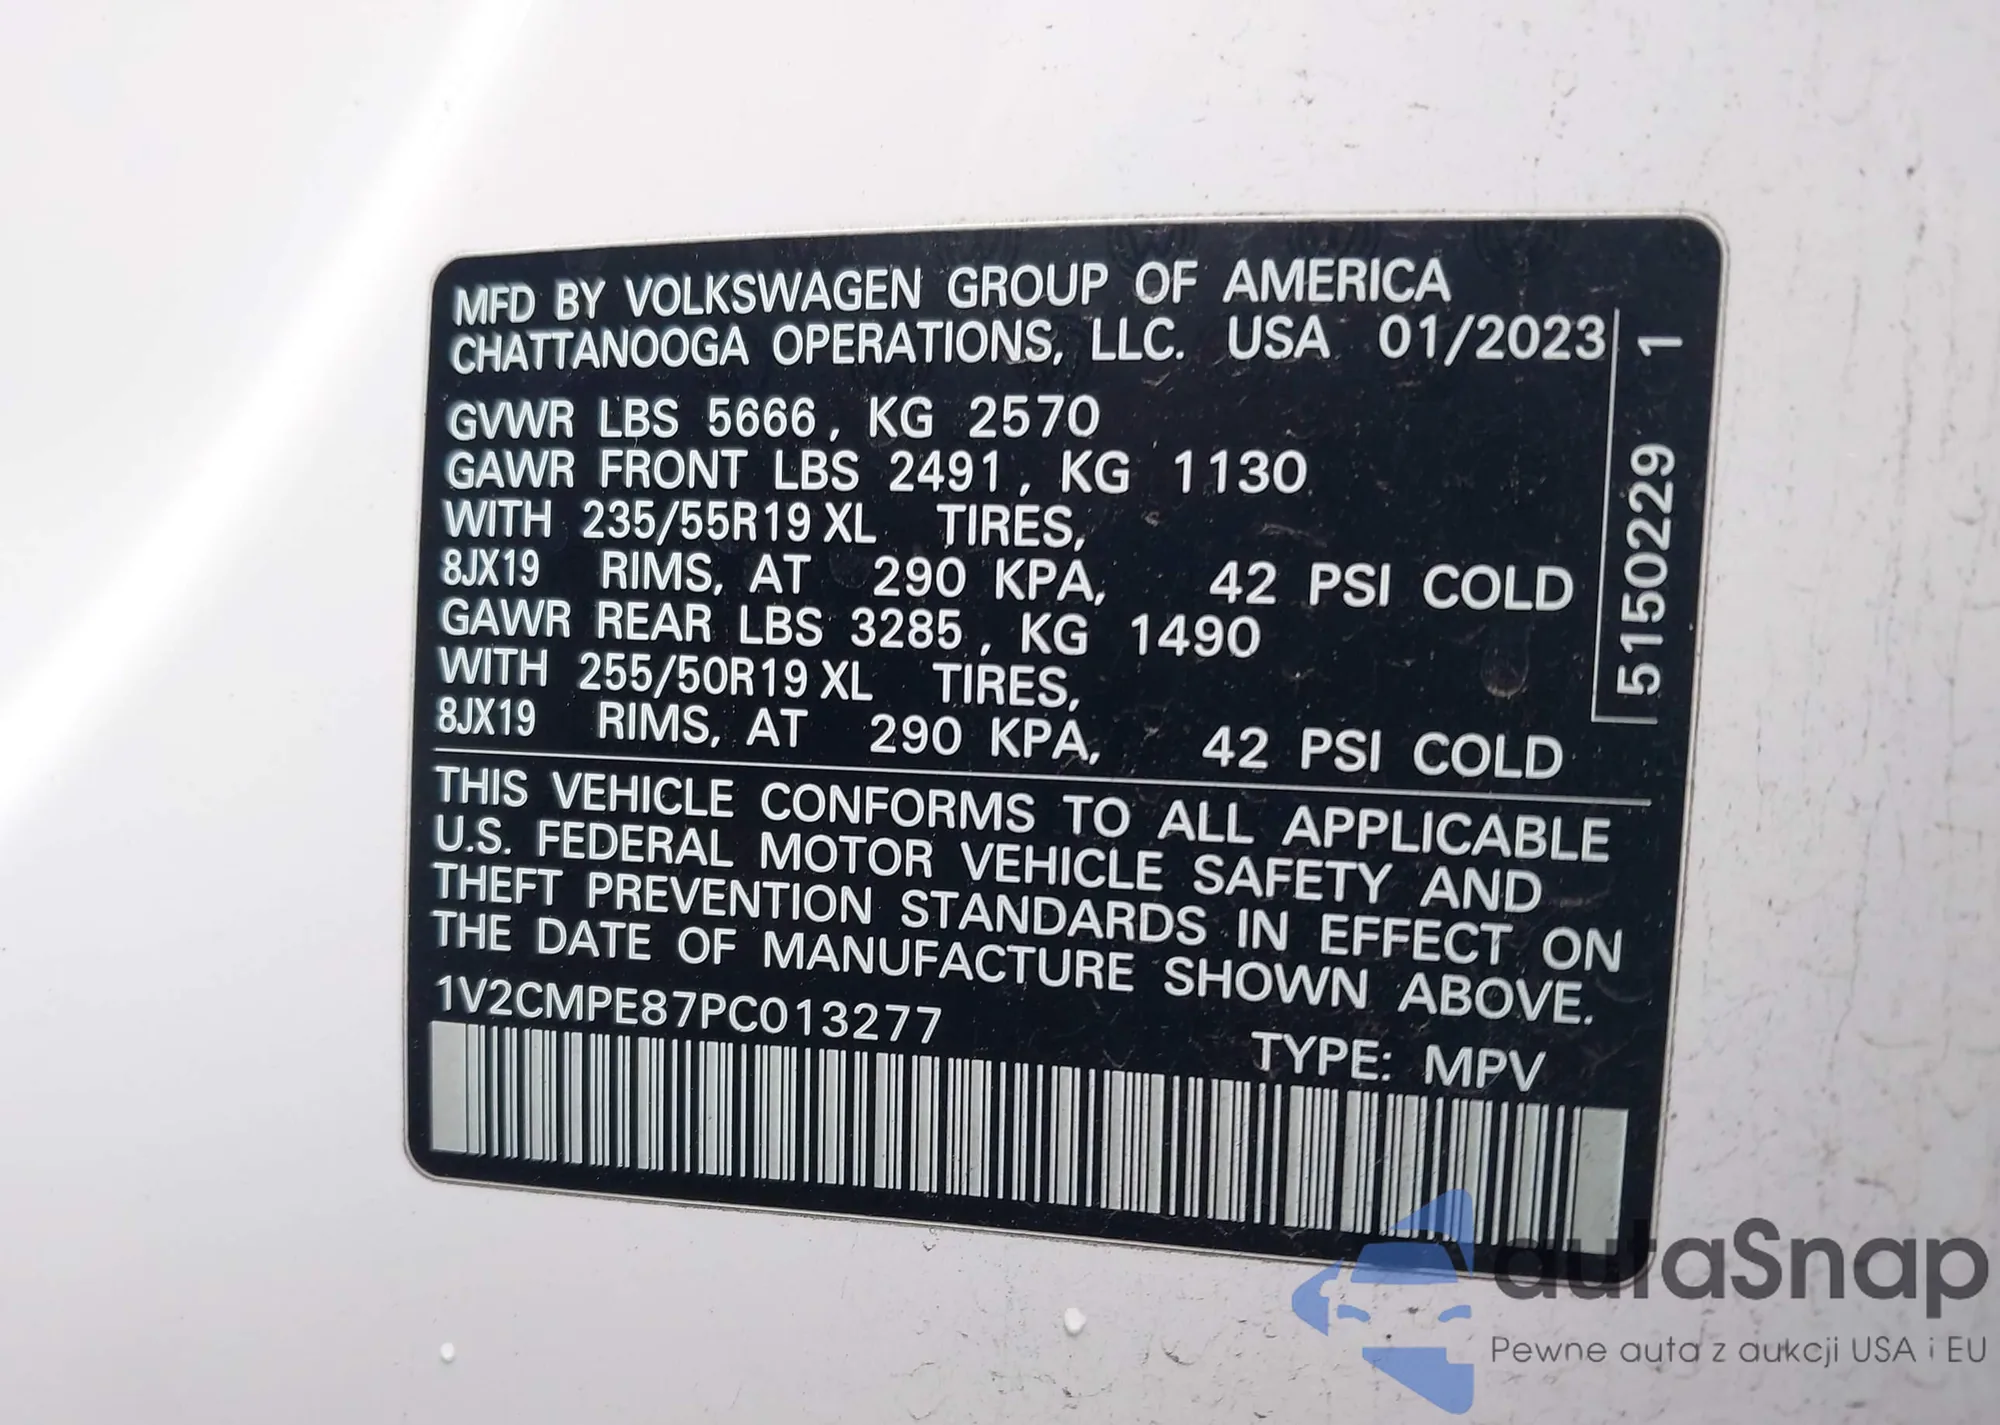 MFD BY VOLKSWAGEN GROUP OF AMERICA
CHATTANOOGA OPERATIONS, LLC. USA 01/2023
GVWR LBS 5666, KG 2570
GAWR FRONT LBS 2491, KG 1130
WITH 235/55R19 XL TIRES,
8JX19 RIMS, AT 290 KPA, 42 PSI COLD
GAWR REAR LBS 3285, KG 1490
WITH 255/50R19 XL TIRES,
8JX19 RIMS, AT 290 KPA, 42 PSI COLD
5150229 1
THIS VEHICLE CONFORMS TO ALL APPLICABLE
U.S. FEDERAL MOTOR VEHICLE SAFETY AND
THEFT PREVENTION STANDARDS IN EFFECT ON
THE DATE OF MANUFACTURE SHOWN ABOVE.
1V2CMPE87PC013277
TYPE: MPV
autaSnap
Pewne auta z aukcji USA i EU